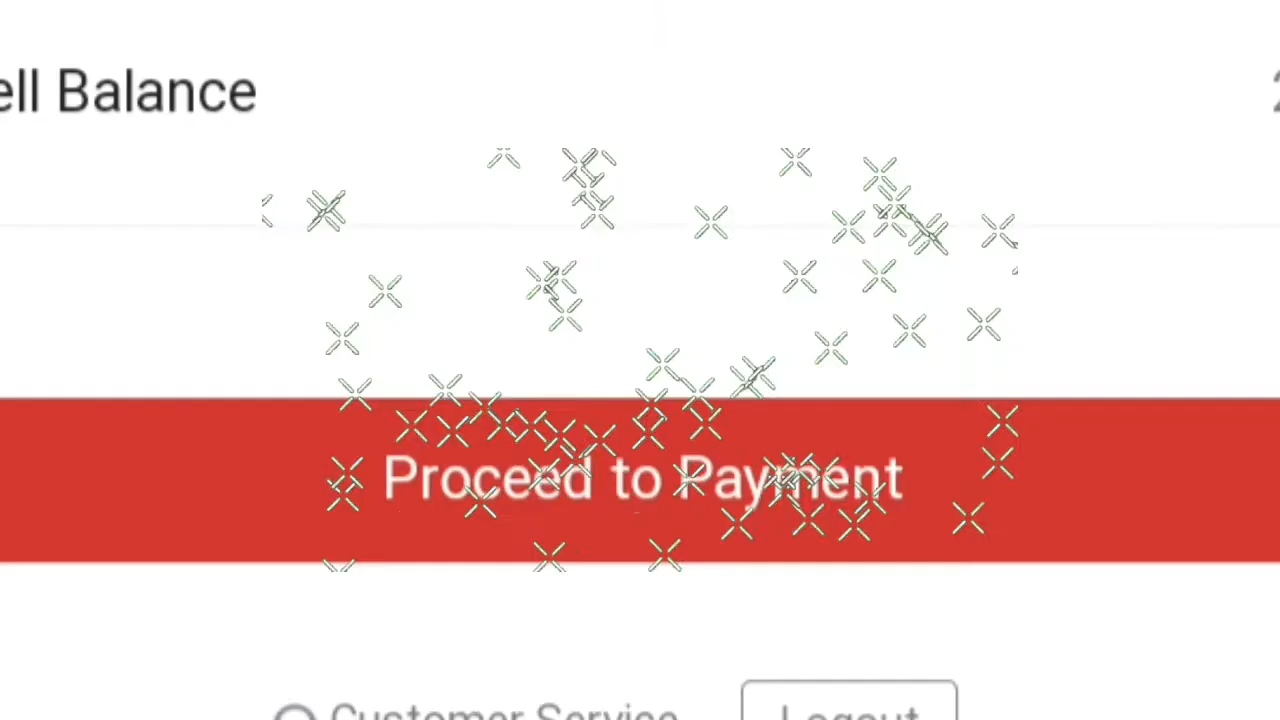 ell Balance
Proceed to Payment
Customer Service
Logout